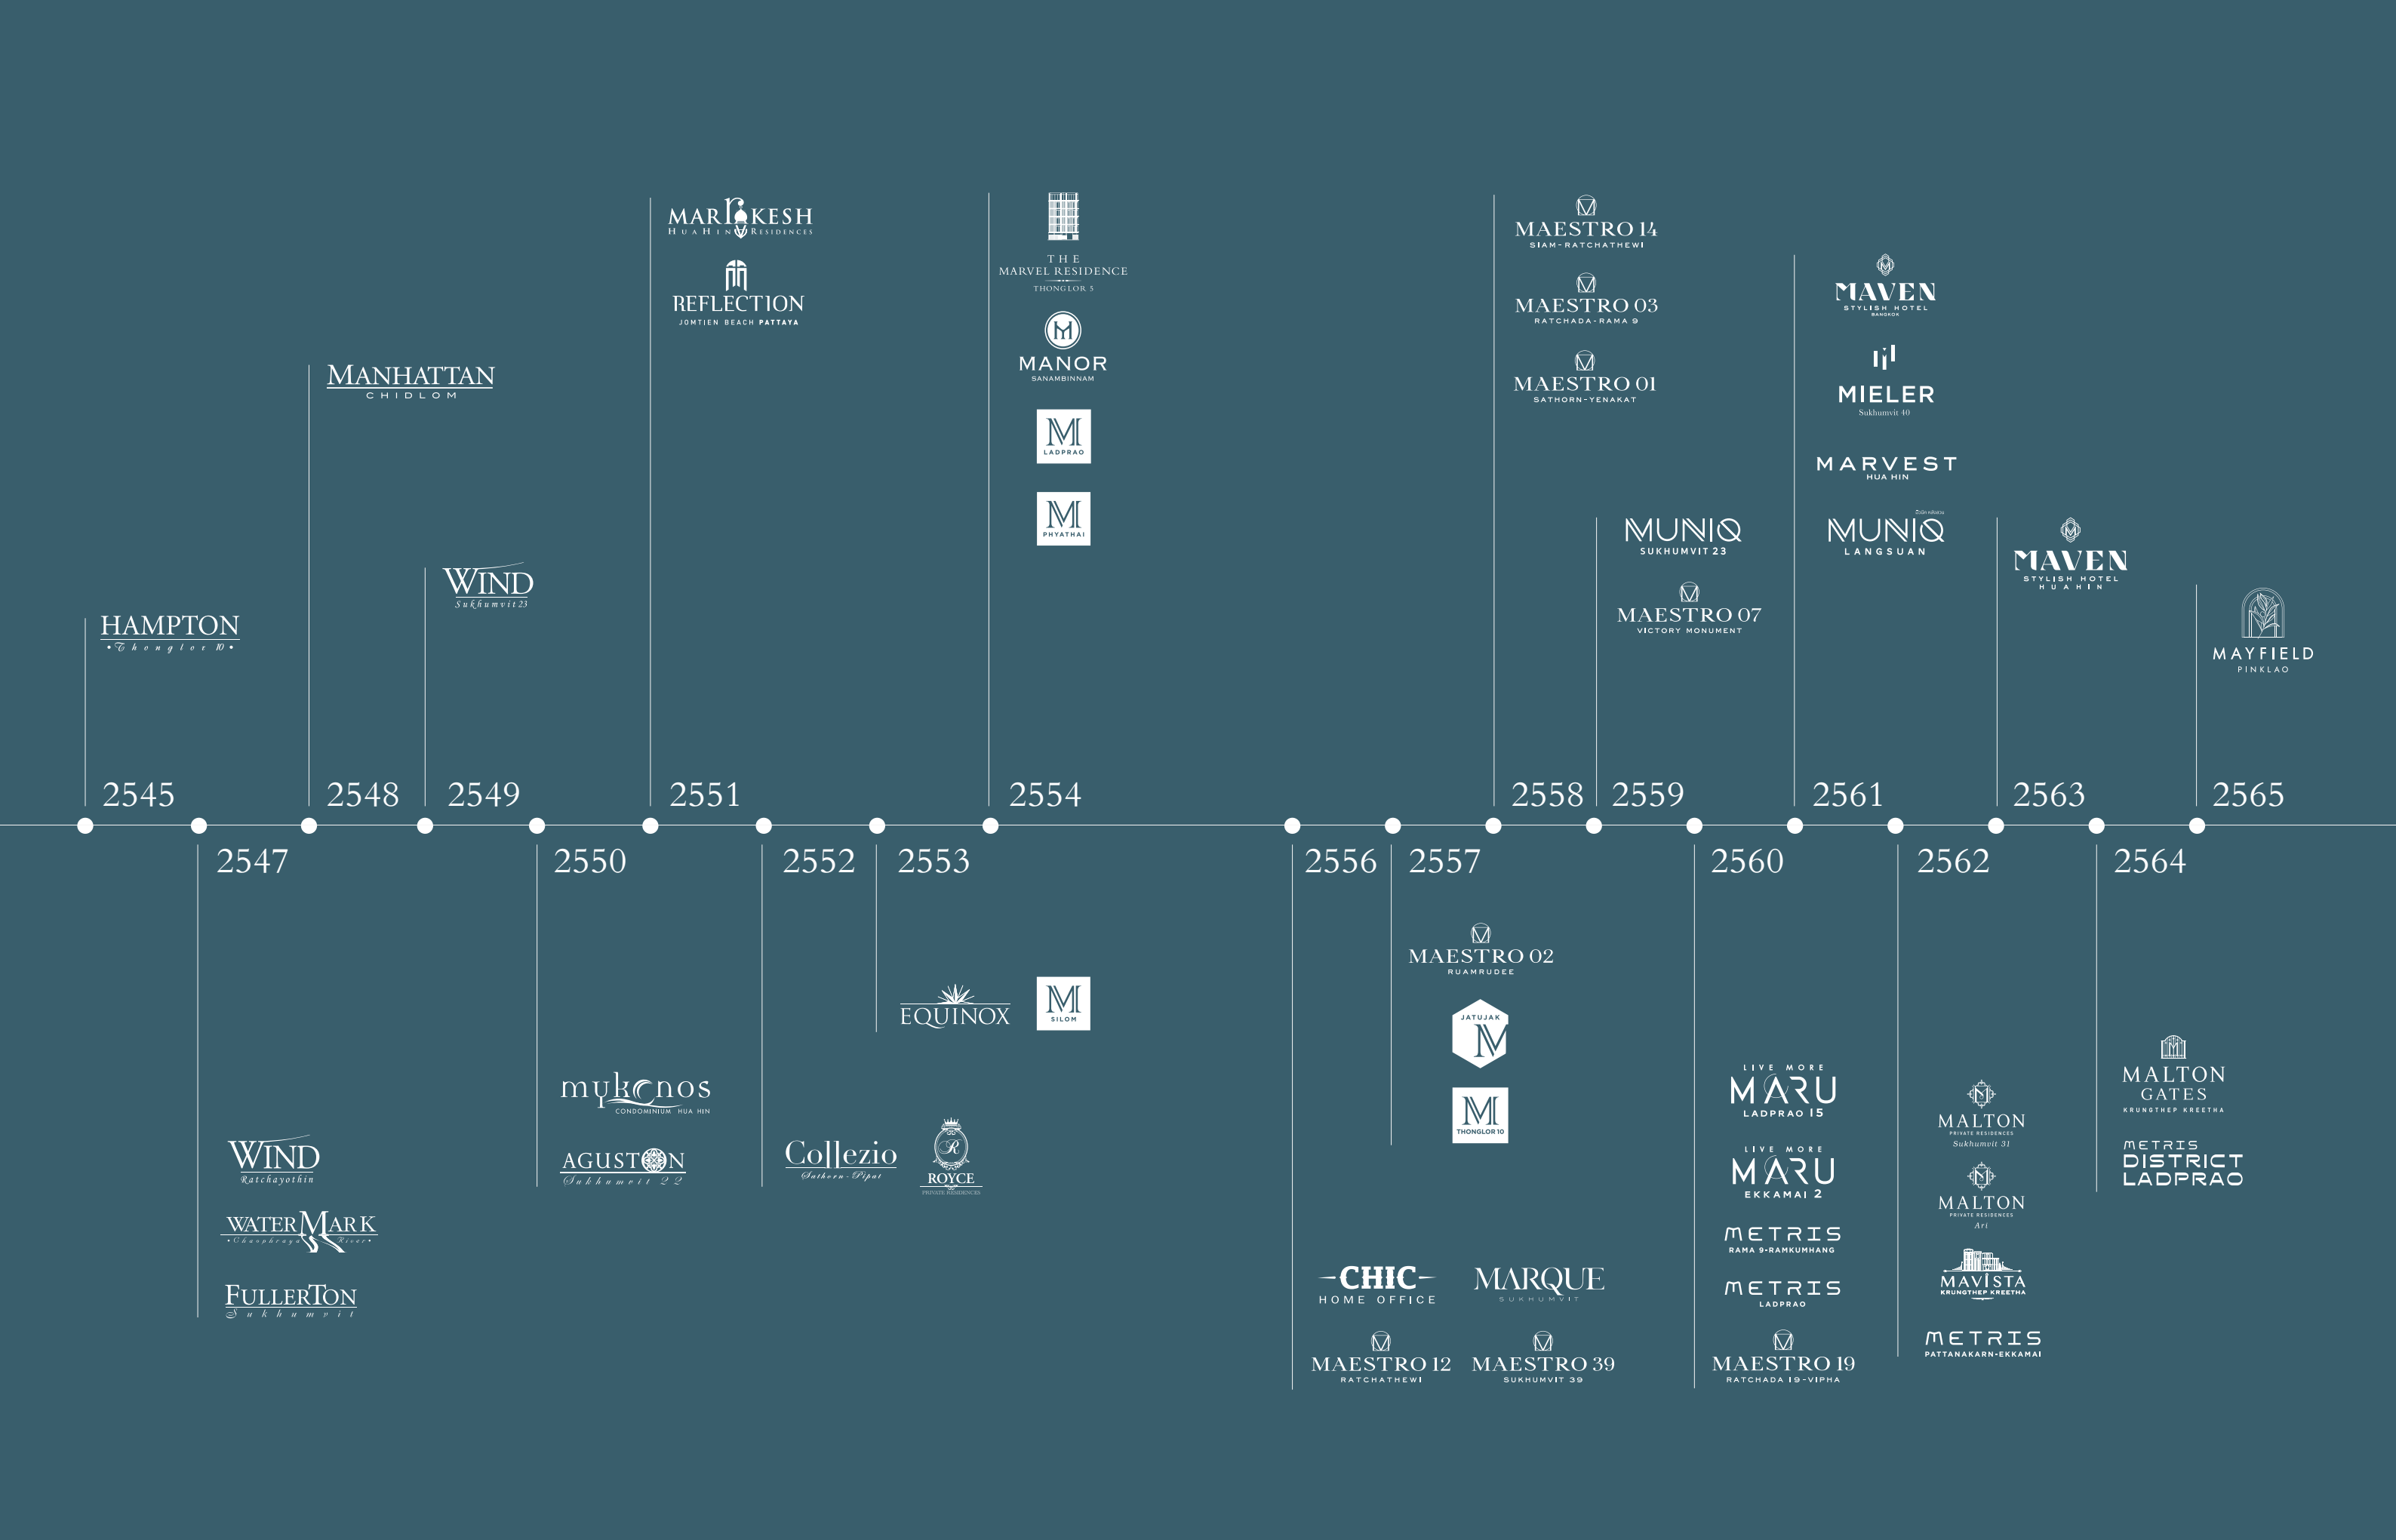 HAMPTON
Thonglor 10
2545
WIND
Ratchayothin
WATERMARK
Chaophraya River
FULLERTON
Sukhumvit
2547
MANHATTAN
CHIDLOM
2548
WIND
Sukhumvit 23
2549
2550
mykonos
CONDOMINIUM HUA HIN
AGUSTON
Sukhumvit 22
MARRAKESH
HUA HIN RESIDENCES
REFLECTION
JOMTIEN BEACH PATTAYA
2551
2552
Collezio
Sathorn-Pipat
ROYCE
PRIVATE RESIDENCES
2553
EQUINOX
M
SILOM
THE
MARVEL RESIDENCE
THONGLOR 5
MANOR
SANAMBINNAM
M
LADPRAO
M
PHYATHAI
2554
2556
CHIC
HOME OFFICE
MARQUE
SUKHUMVIT
MAESTRO 12
RATCHATHEWI
MAESTRO 39
SUKHUMVIT 39
2557
MAESTRO 02
RUAMRUDEE
JATUJAK
M
M
THONGLOR 10
MAESTRO 14
SIAM-RATCHATHEWI
MAESTRO 03
RATCHADA-RAMA 9
MAESTRO 01
SATHORN-YENAKAT
2558
MUNIQ
SUKHUMVIT 23
MAESTRO 07
VICTORY MONUMENT
2559
2560
LIVE MORE
MARU
LADPRAO 15
LIVE MORE
MARU
EKKAMAI 2
METRIS
RAMA 9-RAMKUMHANG
METRIS
LADPRAO
MAESTRO 19
RATCHADA 19-VIPHA
MAVEN
STYLISH HOTEL
BANGKOK
MIELER
Sukhumvit 40
MARVEST
HUA HIN
MUNIQ
LANGSUAN
2561
2562
MALTON
PRIVATE RESIDENCES
Sukhumvit 31
MALTON
PRIVATE RESIDENCES
Ari
MAVISTA
KRUNGTHEP KREETHA
METRIS
PATTANAKARN-EKKAMAI
MAVEN
STYLISH HOTEL
HUAHIN
2563
2564
MALTON
GATES
KRUNGTHEP KREETHA
METRIS
DISTRICT
LADPRAO
MAYFIELD
PINKLAO
2565